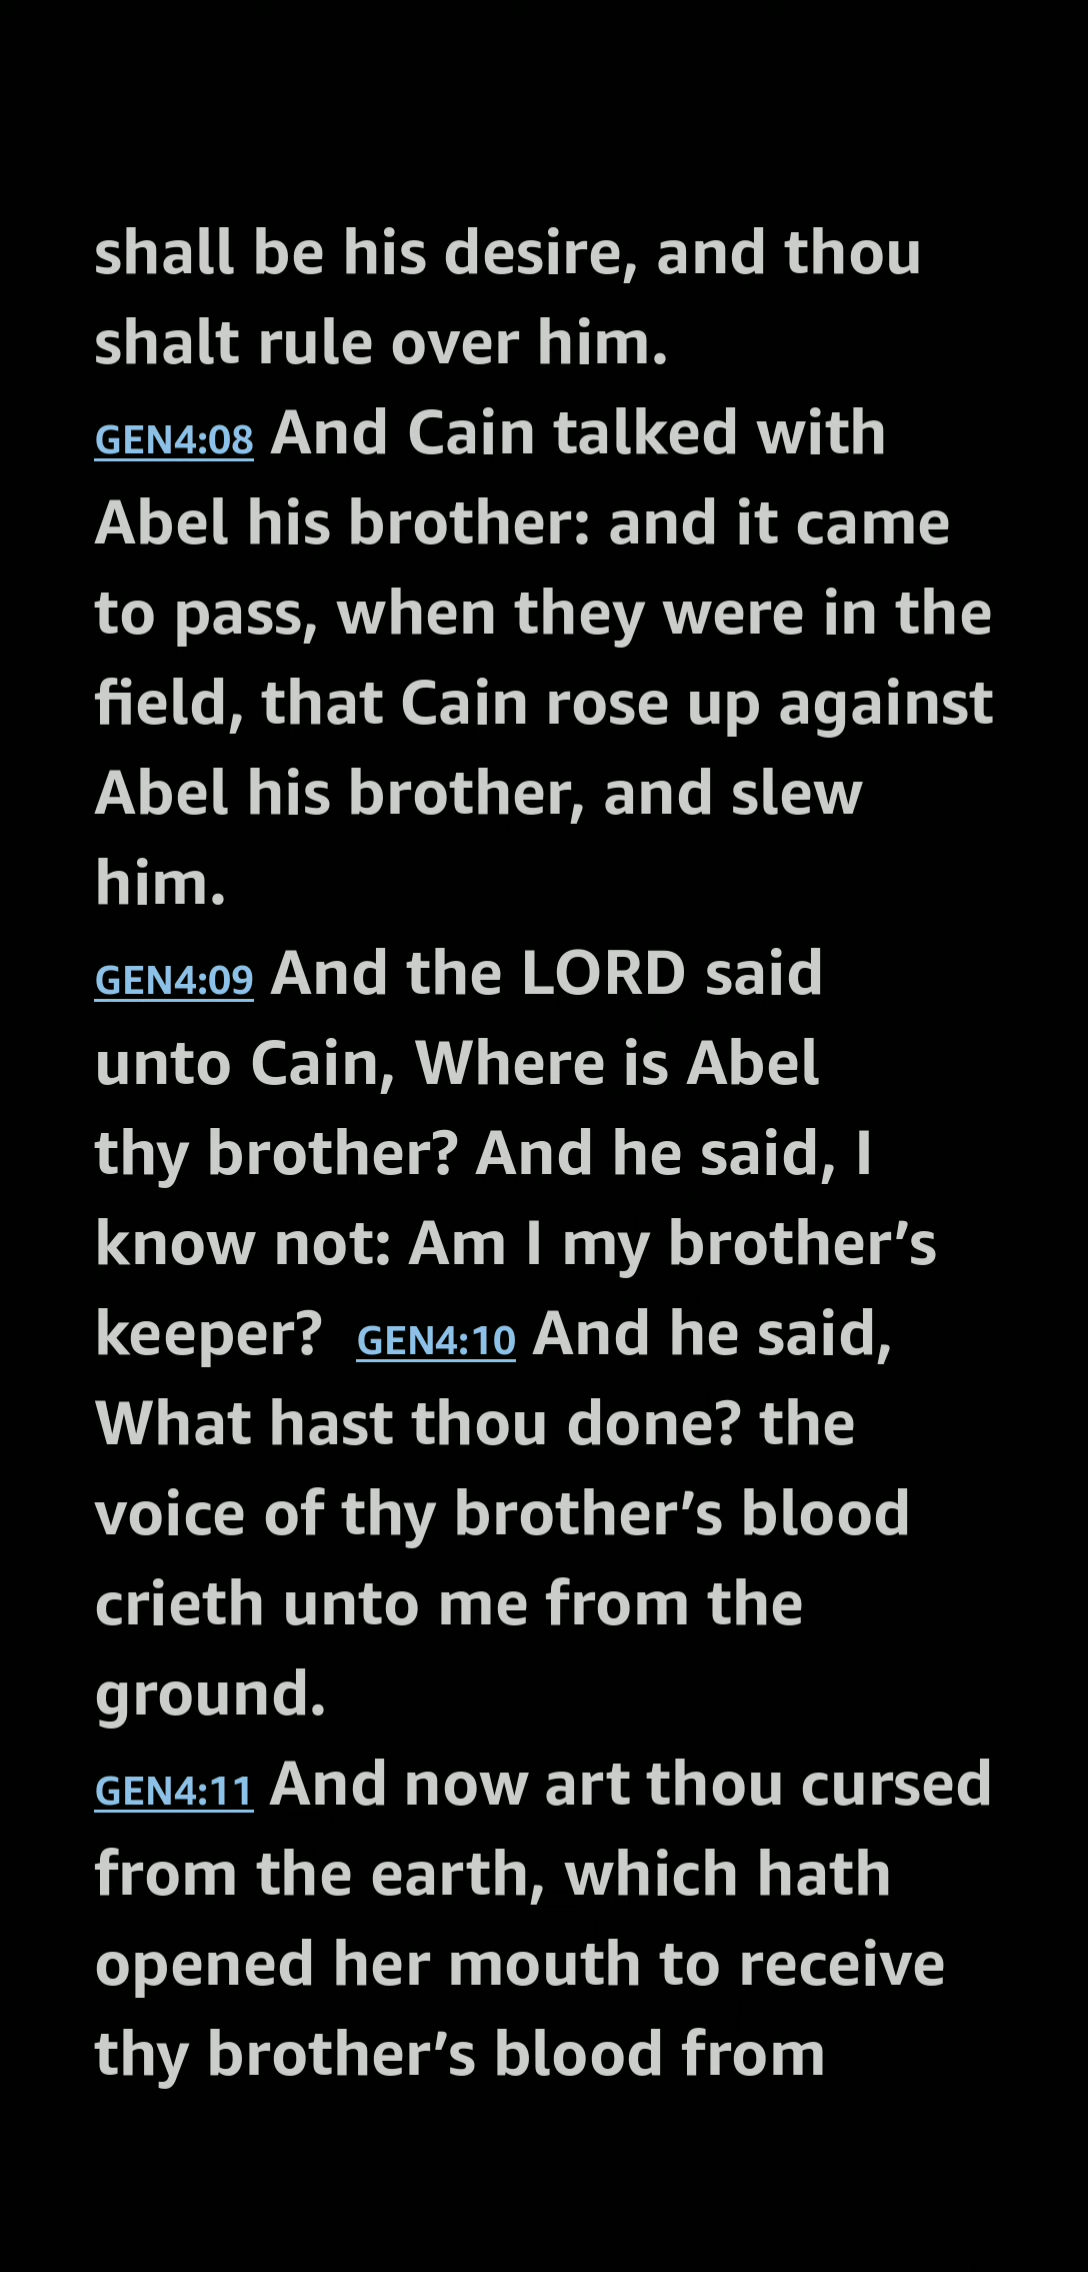 shall be his desire, and thou
shalt rule over him.
GEN4:08 And Cain talked with
Abel his brother: and it came
to pass, when they were in the
field, that Cain rose up against
Abel his brother, and slew
him.
GEN4:09 And the LORD said
unto Cain, Where is Abel
thy brother? And he said, I
know not: Am I my brother’s
keeper? GEN4:10 And he said,
What hast thou done? the
voice of thy brother’s blood
crieth unto me from the
ground.
GEN4:11 And now art thou cursed
from the earth, which hath
opened her mouth to receive
thy brother’s blood from